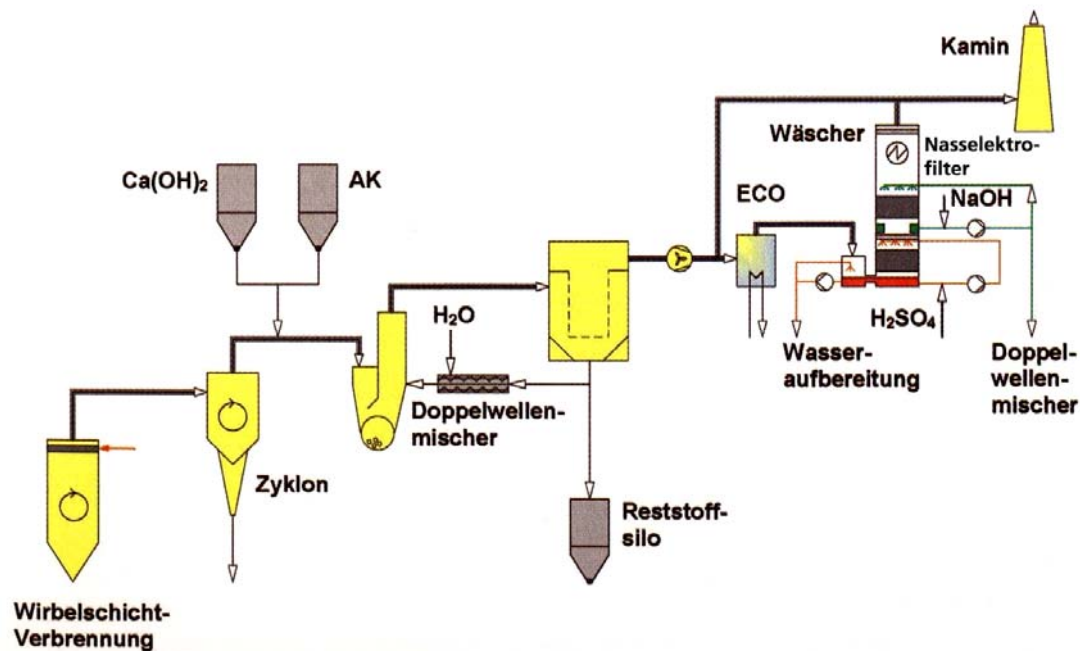 Kamin
Wäscher
Nasselektro-
filter
Ca(OH)₂
AK
ECO
NaOH
H₂O
H₂SO₄
Doppelwellen-
mischer
Wasser-
aufbereitung
Doppel-
wellen-
mischer
Zyklon
Reststoff-
silo
Wirbelschicht-
Verbrennung